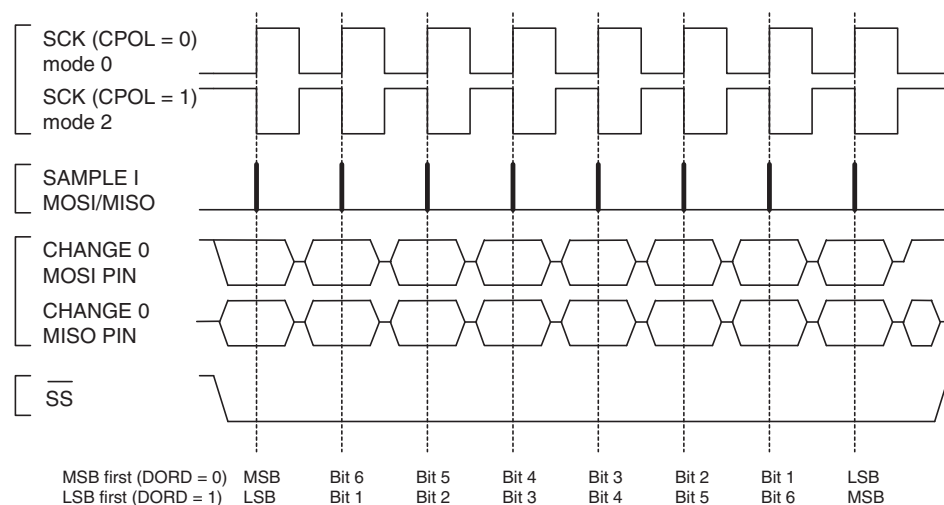 SCK (CPOL = 0)
mode 0
SCK (CPOL = 1)
mode 2
SAMPLE I
MOSI/MISO
CHANGE 0
MOSI PIN
CHANGE 0
MISO PIN
SS
MSB first (DORD = 0) MSB Bit 6 Bit 5 Bit 4 Bit 3 Bit 2 Bit 1 LSB
LSB first (DORD = 1) LSB Bit 1 Bit 2 Bit 3 Bit 4 Bit 5 Bit 6 MSB